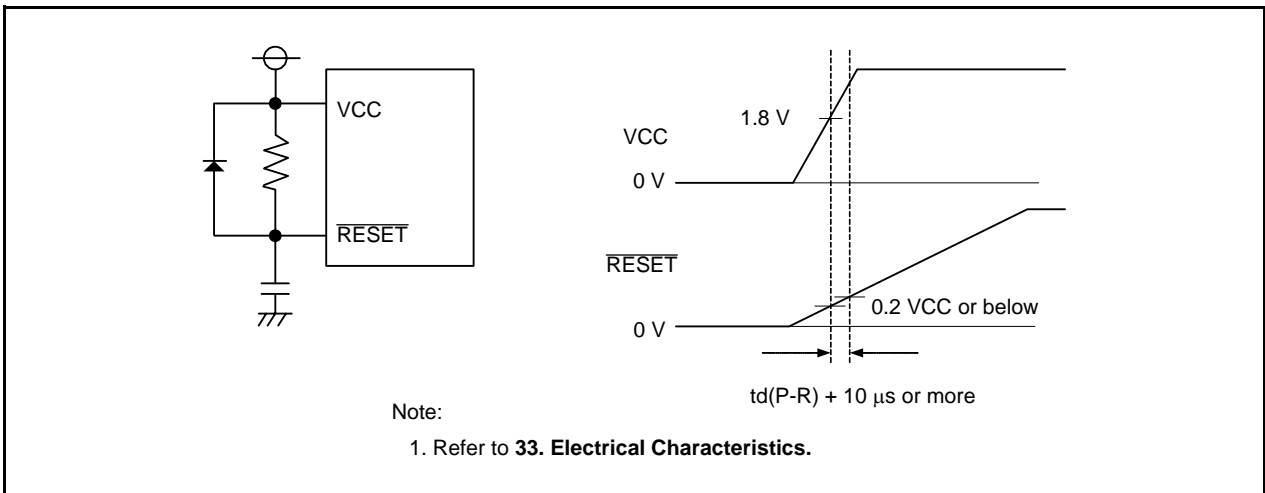 VCC
RESET
1.8 V
VCC
0 V
RESET
0.2 VCC or below
0 V
td(P-R) + 10 μs or more
Note:
1. Refer to 33. Electrical Characteristics.